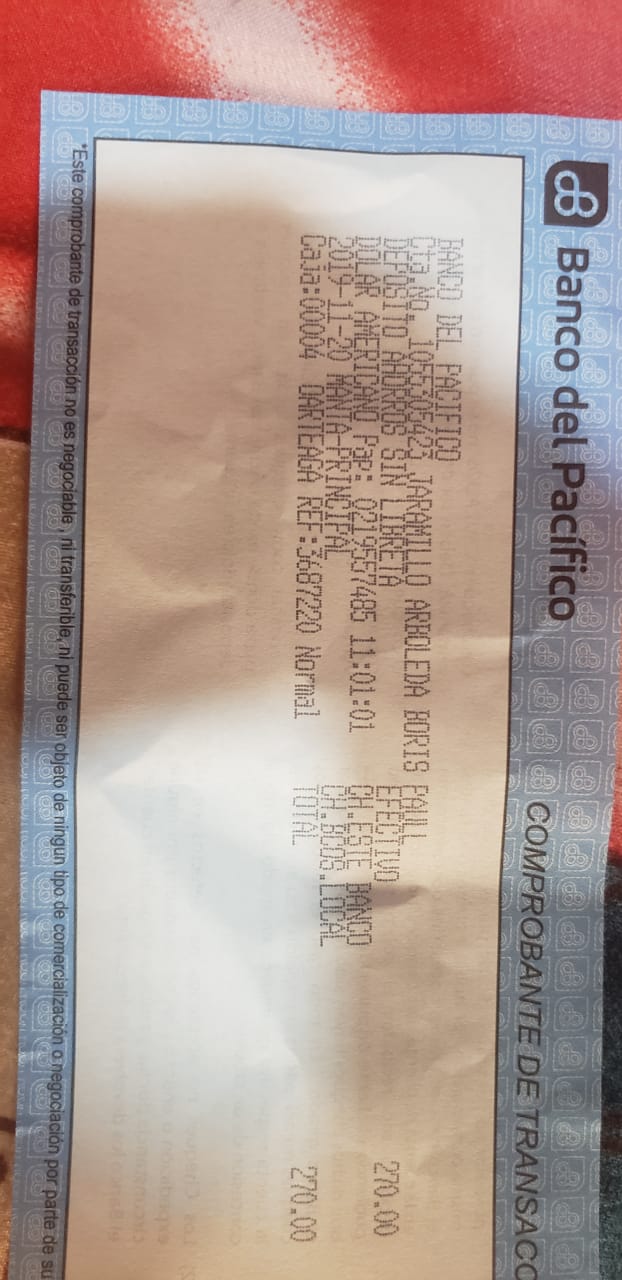 Banco del Pacífico
COMPROBANTE DE TRANSACC
BANCO DEL PACIFICO
Cta.No. 1055305423 JARAMILLO ARBOLEDA BORIS PAULL
DEPOSITO AHORROS SIN LIBRETA EFECTIVO 270.00
DOLAR AMERICANO Pap: 0219557485 11:01:01 CH.ESTE BANCO
2019-11-20 MANTA-PRINCIPAL CH.BCOS.LOCAL
Caja:00004 DARTEAGA REF:3687220 Normal TOTAL 270.00
*Este comprobante de transacción no es negociable , ni transferible, ni puede ser objeto de ningun tipo de comercialización o negociación por parte de su